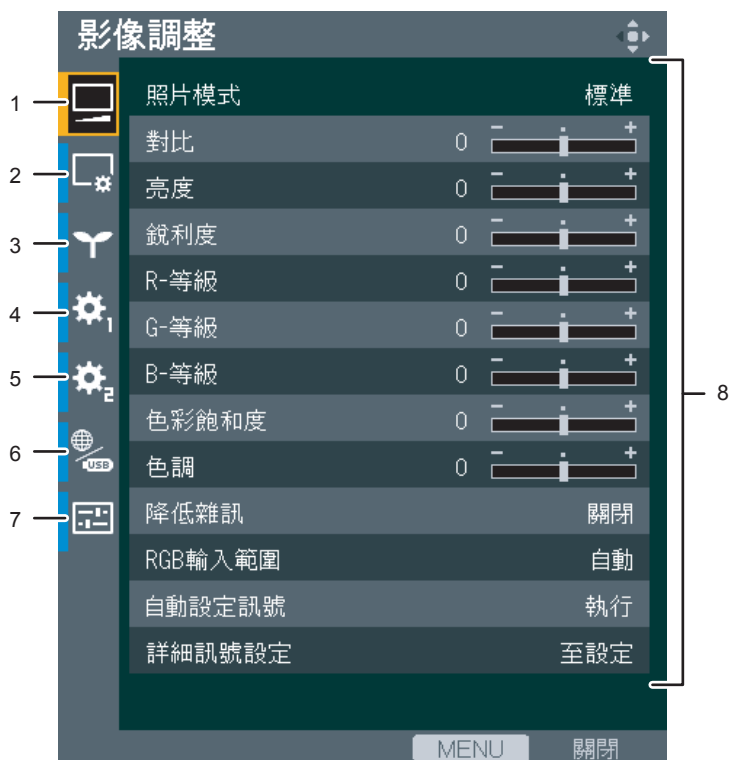 影像調整
1
2
3
4
5
6
7
8
照片模式 標準
對比 0 - +
亮度 0 - +
銳利度 0 - +
R-等級 0 - +
G-等級 0 - +
B-等級 0 - +
色彩飽和度 0 - +
色調 0 - +
降低雜訊 關閉
RGB輸入範圍 自動
自動設定訊號 執行
詳細訊號設定 至設定
1
2
USB
MENU 關閉